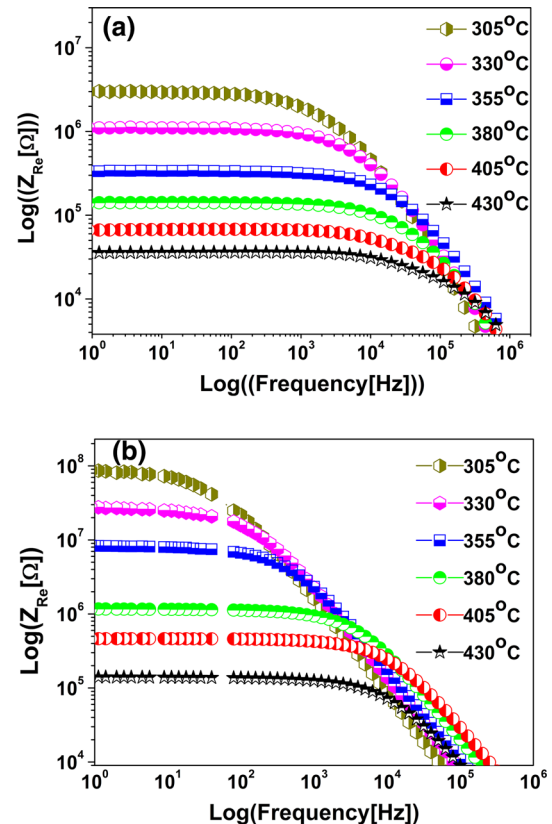 (a)
305°C
330°C
355°C
380°C
405°C
430°C
10⁷
10⁶
10⁵
10⁴
Log((Z_Re[Ω]))
10⁰ 10¹ 10² 10³ 10⁴ 10⁵ 10⁶
Log((Frequency[Hz]))
(b)
305°C
330°C
355°C
380°C
405°C
430°C
10⁸
10⁷
10⁶
10⁵
10⁴
Log(Z_Re[Ω])
10⁰ 10¹ 10² 10³ 10⁴ 10⁵ 10⁶
Log((Frequency[Hz])